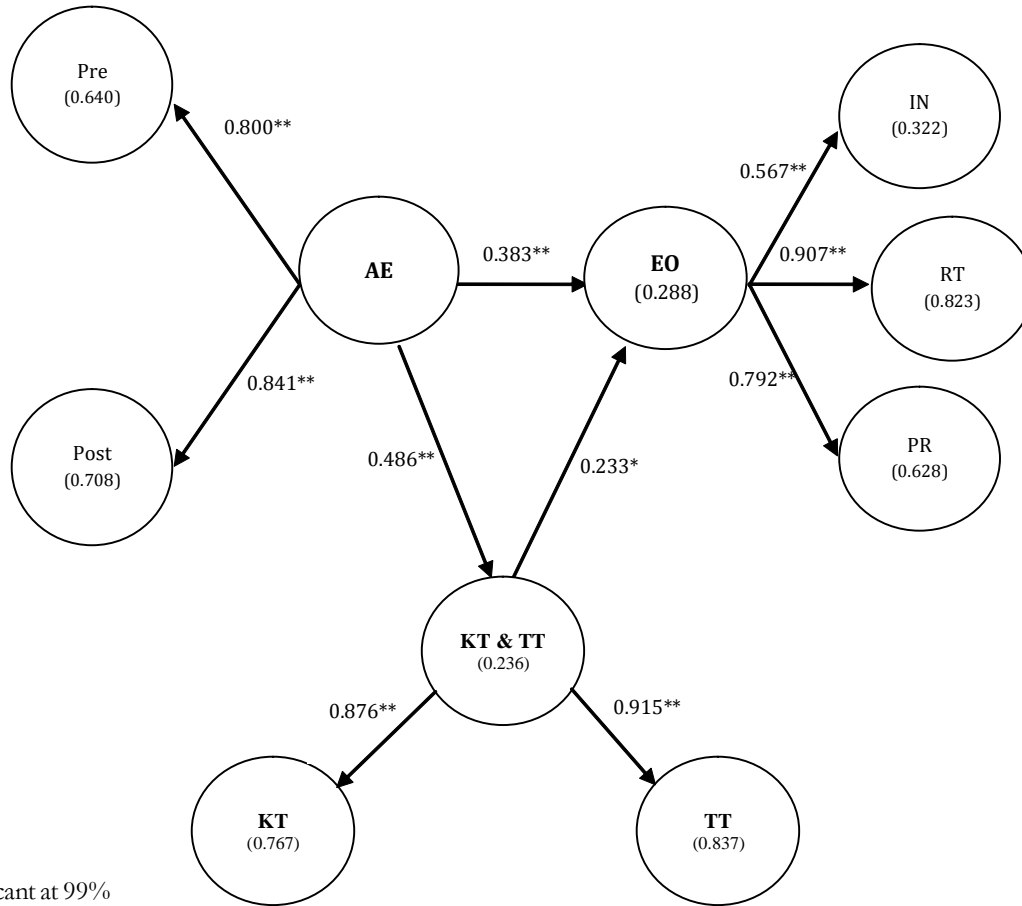 Pre
(0.640)
IN
(0.322)
0.800**
0.567**
AE
0.383**
EO
(0.288)
0.907**
RT
(0.823)
0.841**
0.792**
Post
(0.708)
0.486**
0.233*
PR
(0.628)
KT & TT
(0.236)
0.876**
0.915**
KT
(0.767)
TT
(0.837)
at 99%